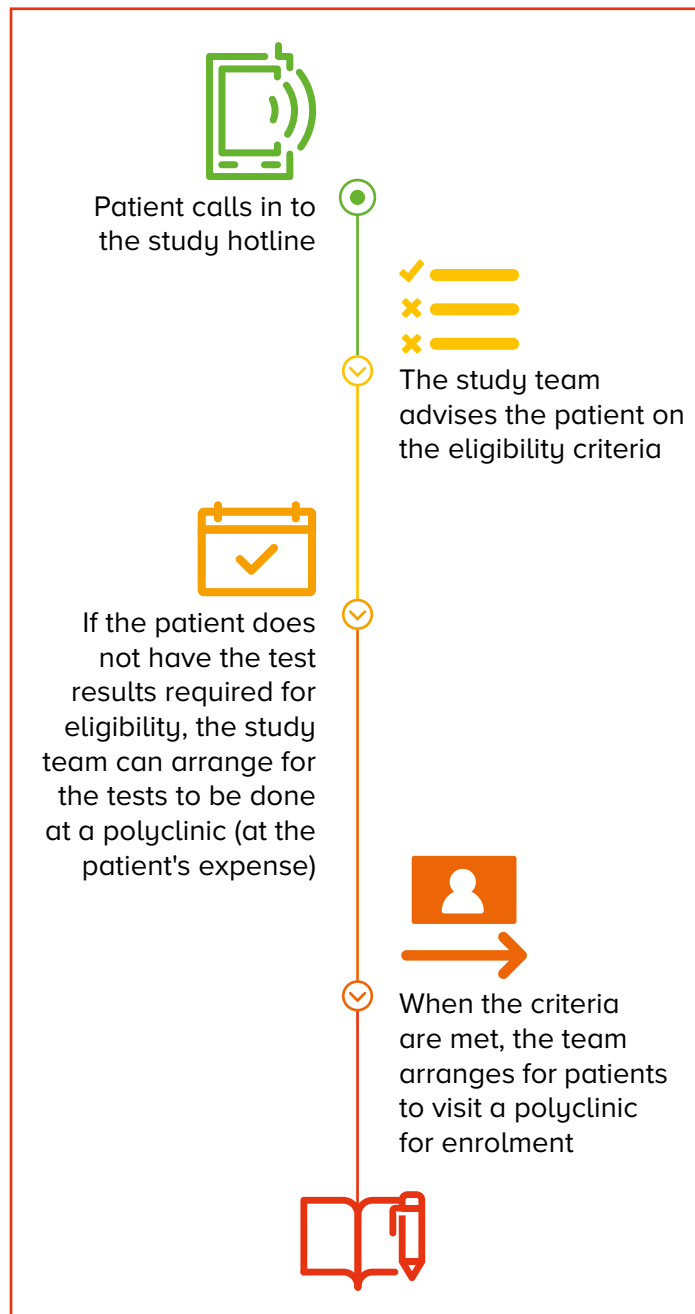 Patient calls in to
the study hotline
The study team
advises the patient on
the eligibility criteria
If the patient does
not have the test
results required for
eligibility, the study
team can arrange for
the tests to be done
at a polyclinic (at the
patient's expense)
When the criteria
are met, the team
arranges for patients
to visit a polyclinic
for enrolment